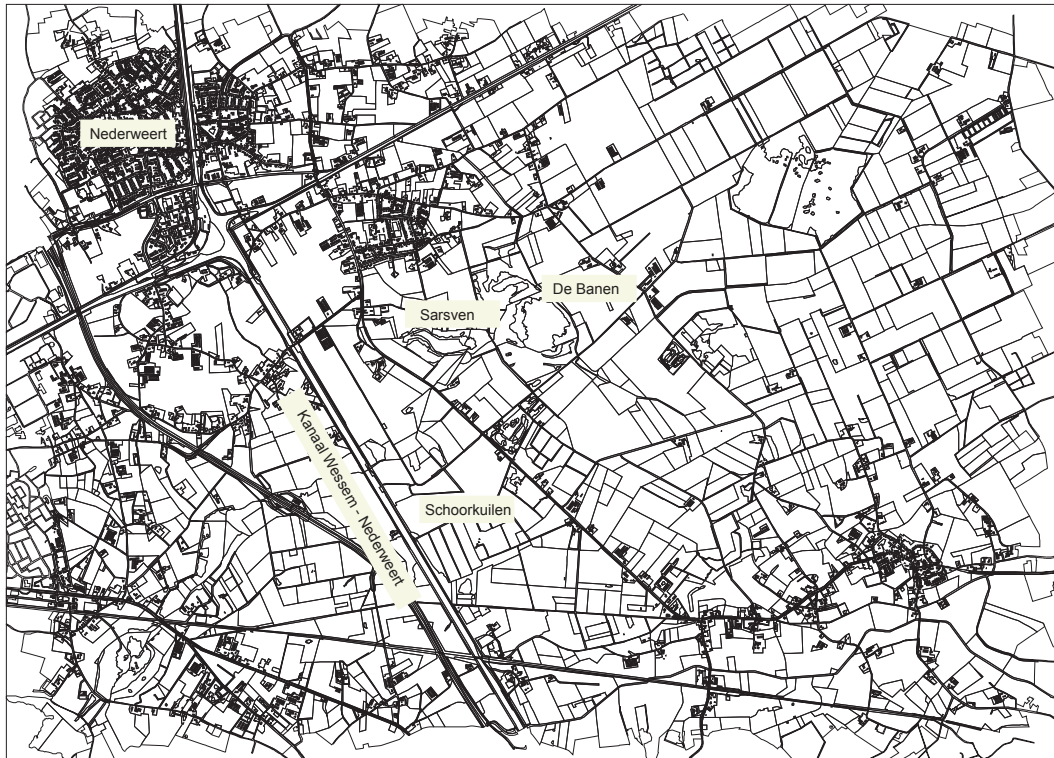 Nederweert
De Banen
Sarsven
Kanaal Wessem - Nederweert
Schoorkuilen